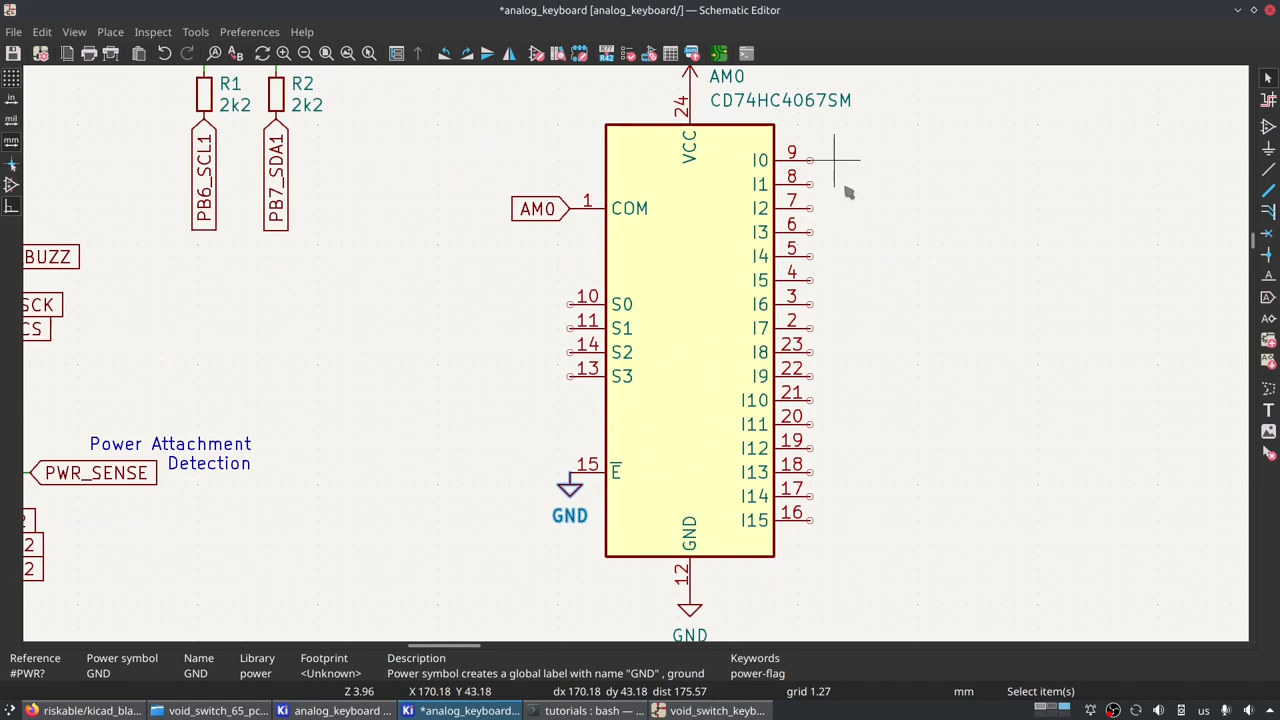 *analog_keyboard [analog_keyboard/] — Schematic Editor
File Edit View Place Inspect Tools Preferences Help
R1
2k2
R2
2k2
PB6_SCL1
PB7_SDA1
BUZZ
SCK
CS
Power Attachment
Detection
PWR_SENSE
2
2
AM0
CD74HC4067SM
24
VCC
AM0 1 COM
10 S0
11 S1
14 S2
13 S3
15 E
GND
I0 9
I1 8
I2 7
I3 6
I4 5
I5 4
I6 3
I7 2
I8 23
I9 22
I10 21
I11 20
I12 19
I13 18
I14 17
I15 16
GND
12
GND
in
mil
mm
Reference Power symbol Name Library Footprint Description Keywords
#PWR? GND GND power <Unknown> Power symbol creates a global label with name "GND" , ground power-flag
Z 3.96 X 170.18 Y 43.18 dx 170.18 dy 43.18 dist 175.57 grid 1.27 mm Select item(s)
riskable/kicad_bla... void_switch_65_pc... analog_keyboard ... *analog_keyboard... tutorials : bash — ... void_switch_keyb... us